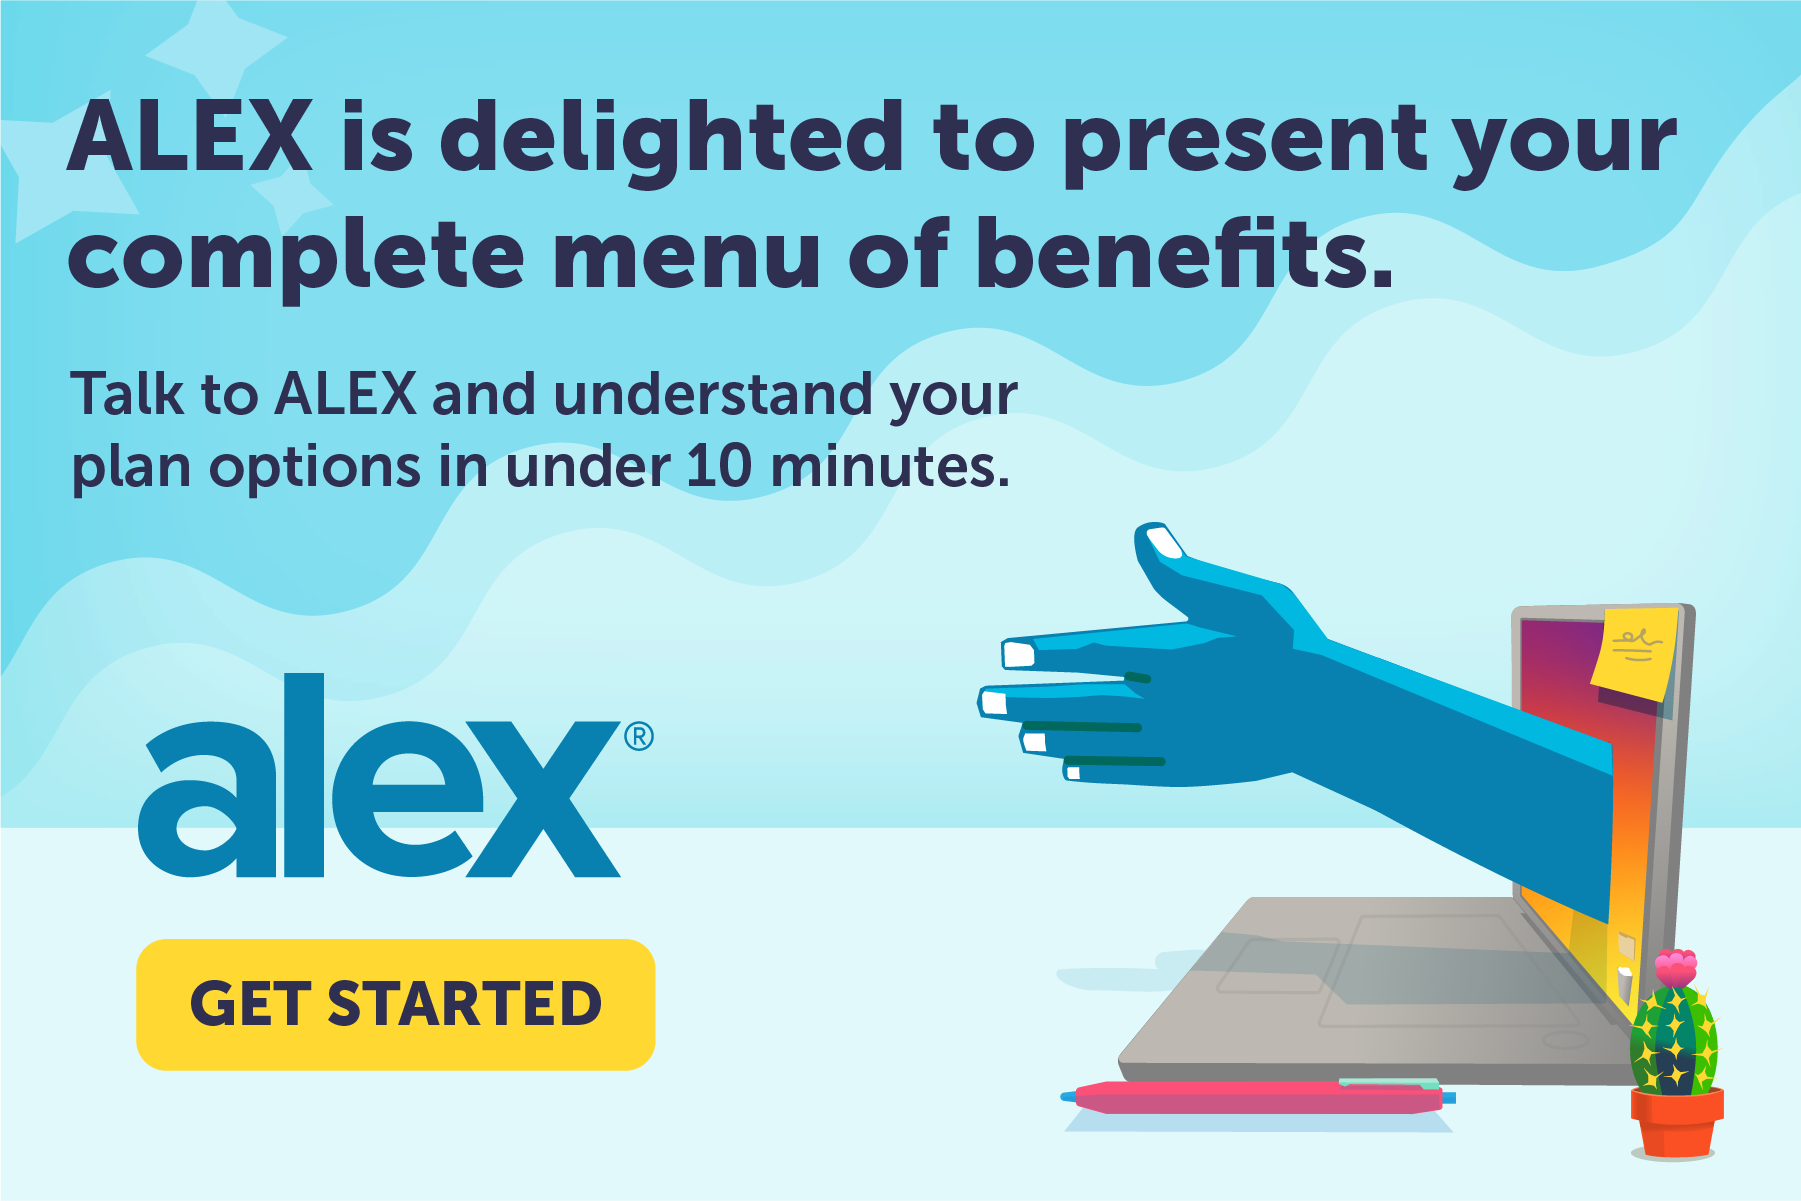 ALEX is delighted to present your
complete menu of benefits.
Talk to ALEX and understand your
plan options in under 10 minutes.
alex®
GET STARTED